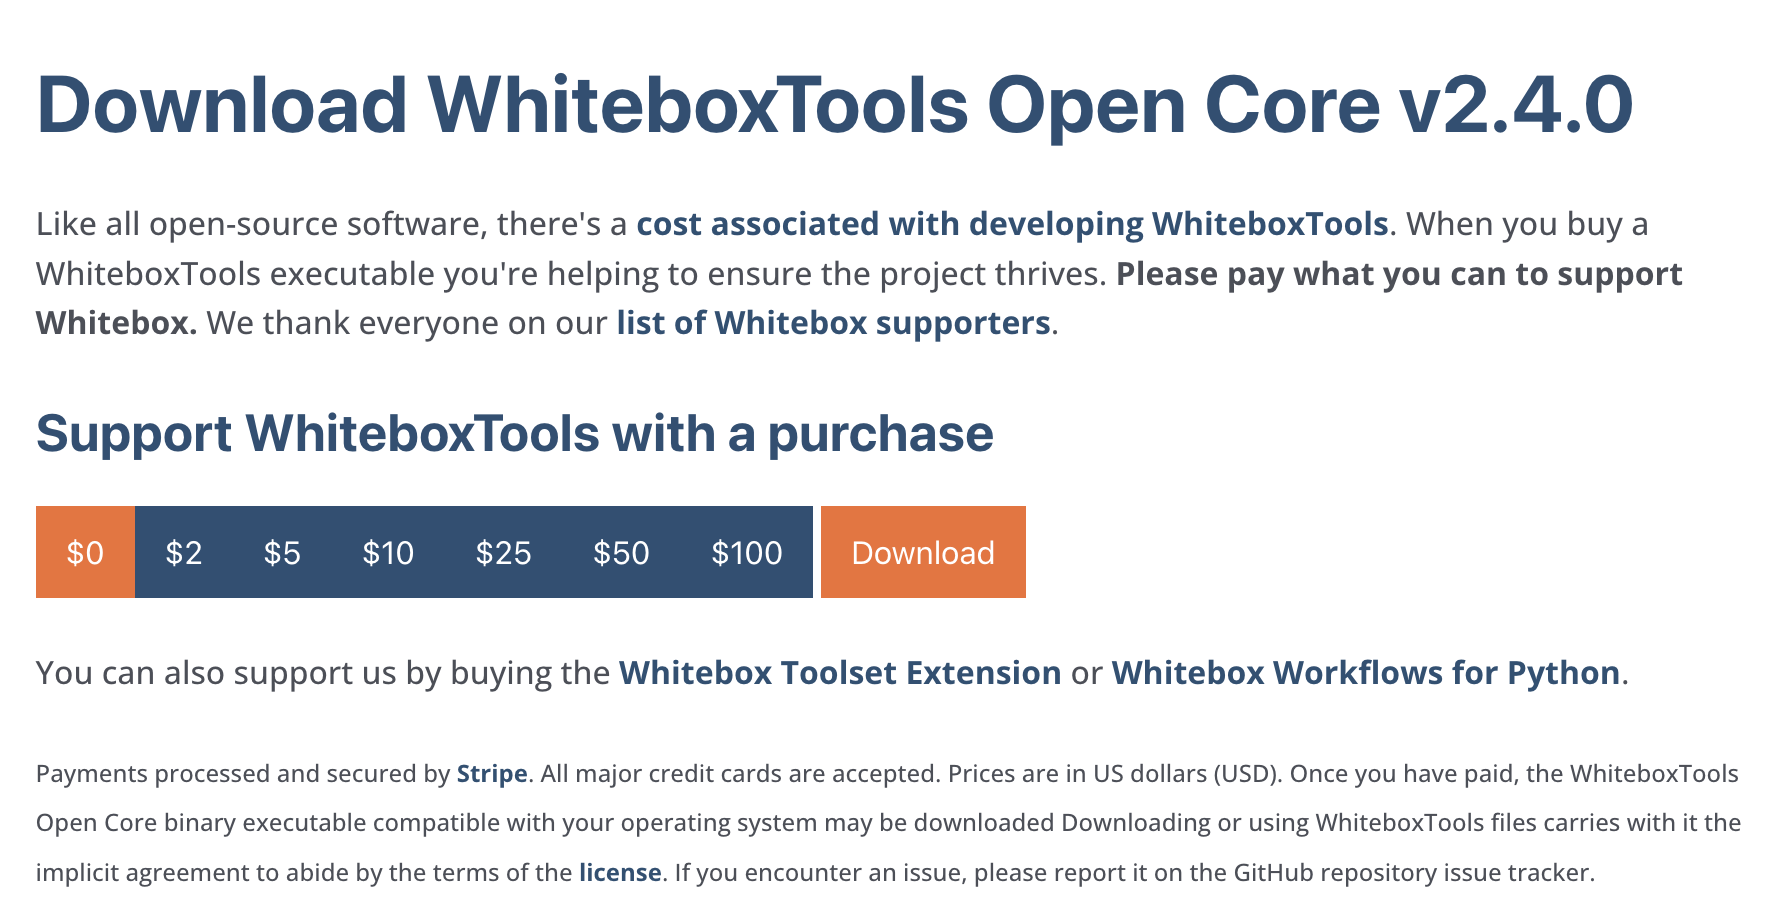 Download WhiteboxTools Open Core v2.4.0
Like all open-source software, there's a cost associated with developing WhiteboxTools. When you buy a
WhiteboxTools executable you're helping to ensure the project thrives. Please pay what you can to support
Whitebox. We thank everyone on our list of Whitebox supporters.
Support WhiteboxTools with a purchase
$0 $2 $5 $10 $25 $50 $100 Download
You can also support us by buying the Whitebox Toolset Extension or Whitebox Workflows for Python.
Payments processed and secured by Stripe. All major credit cards are accepted. Prices are in US dollars (USD). Once you have paid, the WhiteboxTools
Open Core binary executable compatible with your operating system may be downloaded Downloading or using WhiteboxTools files carries with it the
implicit agreement to abide by the terms of the license. If you encounter an issue, please report it on the GitHub repository issue tracker.